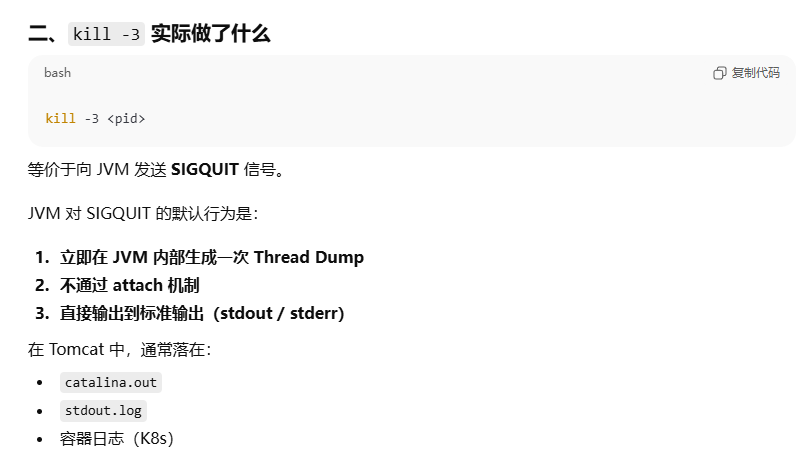 二、kill -3 实际做了什么
bash
复制代码
kill -3 <pid>
等价于向 JVM 发送 SIGQUIT 信号。
JVM 对 SIGQUIT 的默认行为是：
1. 立即在 JVM 内部生成一次 Thread Dump
2. 不通过 attach 机制
3. 直接输出到标准输出（stdout / stderr）
在 Tomcat 中，通常落在：
• catalina.out
• stdout.log
• 容器日志（K8s）